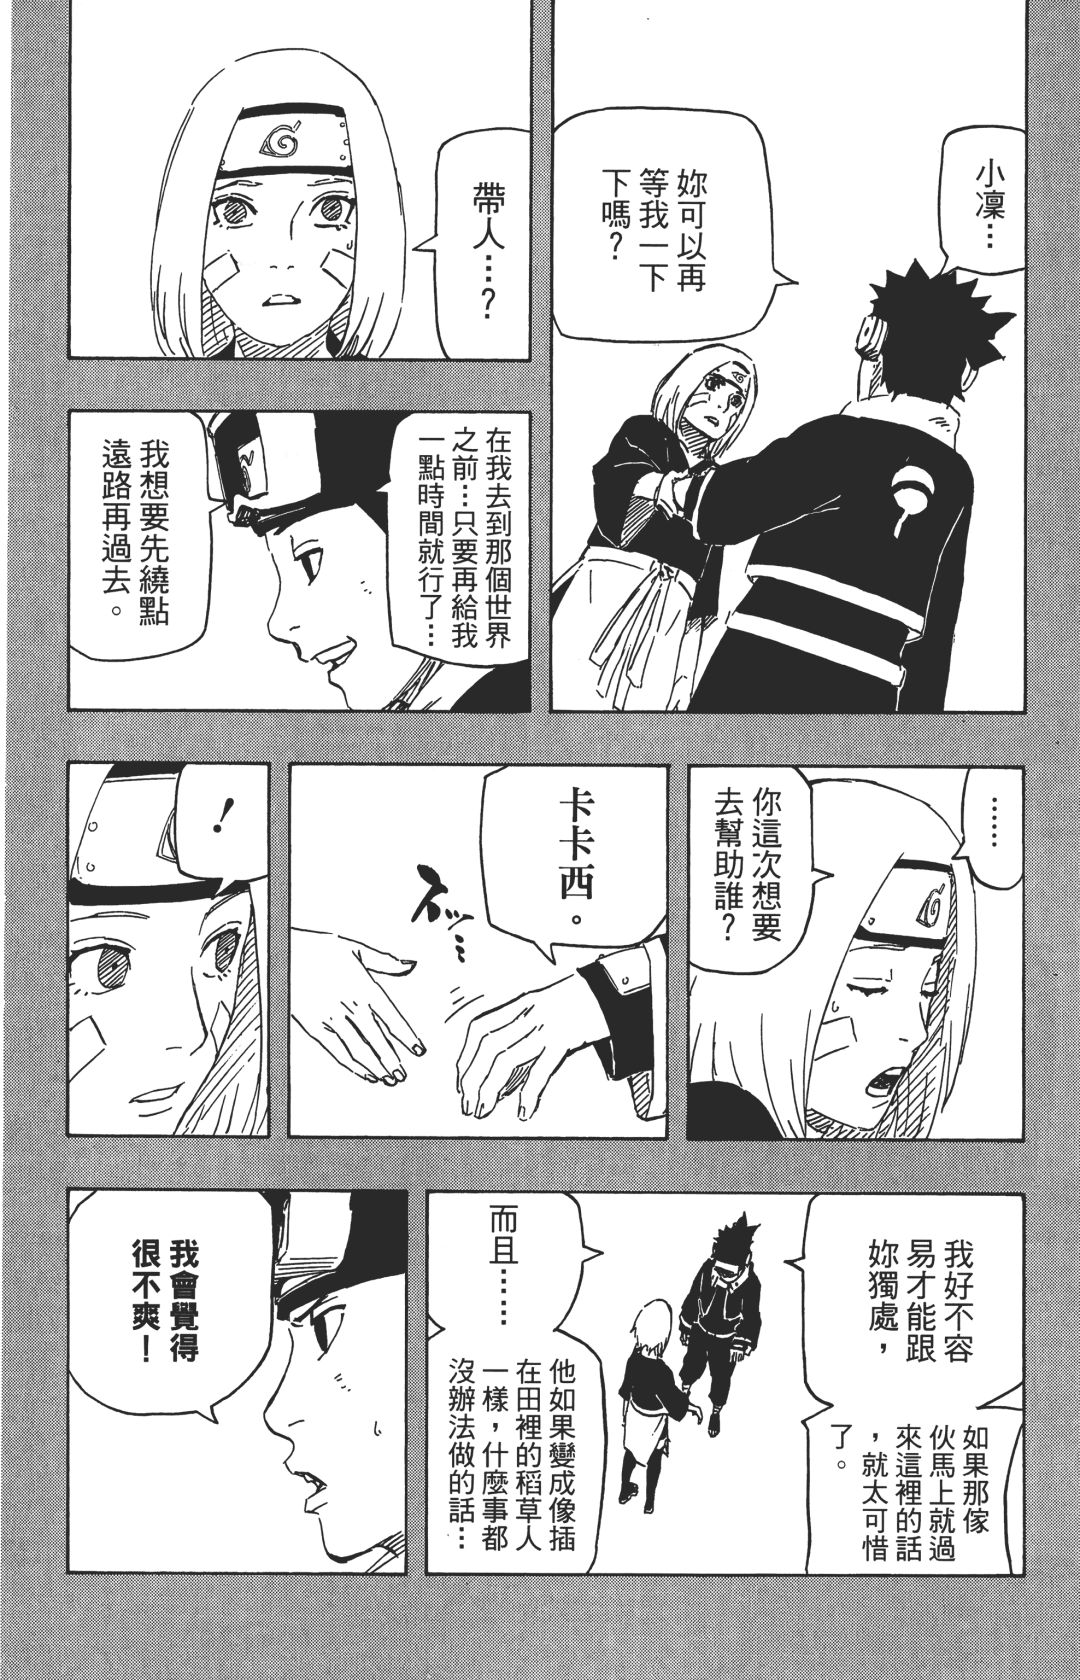 小凜…
妳可以再
等我一下
下嗎？
帶人…？
在我去到那個世界
之前…只要再給我
一點時間就行了…
我想要先繞點
遠路再過去。
……
你這次想要
去幫助誰？
卡卡西。
スッ…
！
我好不容
易才能跟
妳獨處，
如果那傢
伙馬上就過
來這裡的話
，就太可惜
了。
而且……
他如果變成像插
在田裡的稻草人
一樣，什麼事都
沒辦法做的話…
我會覺得
很不爽！